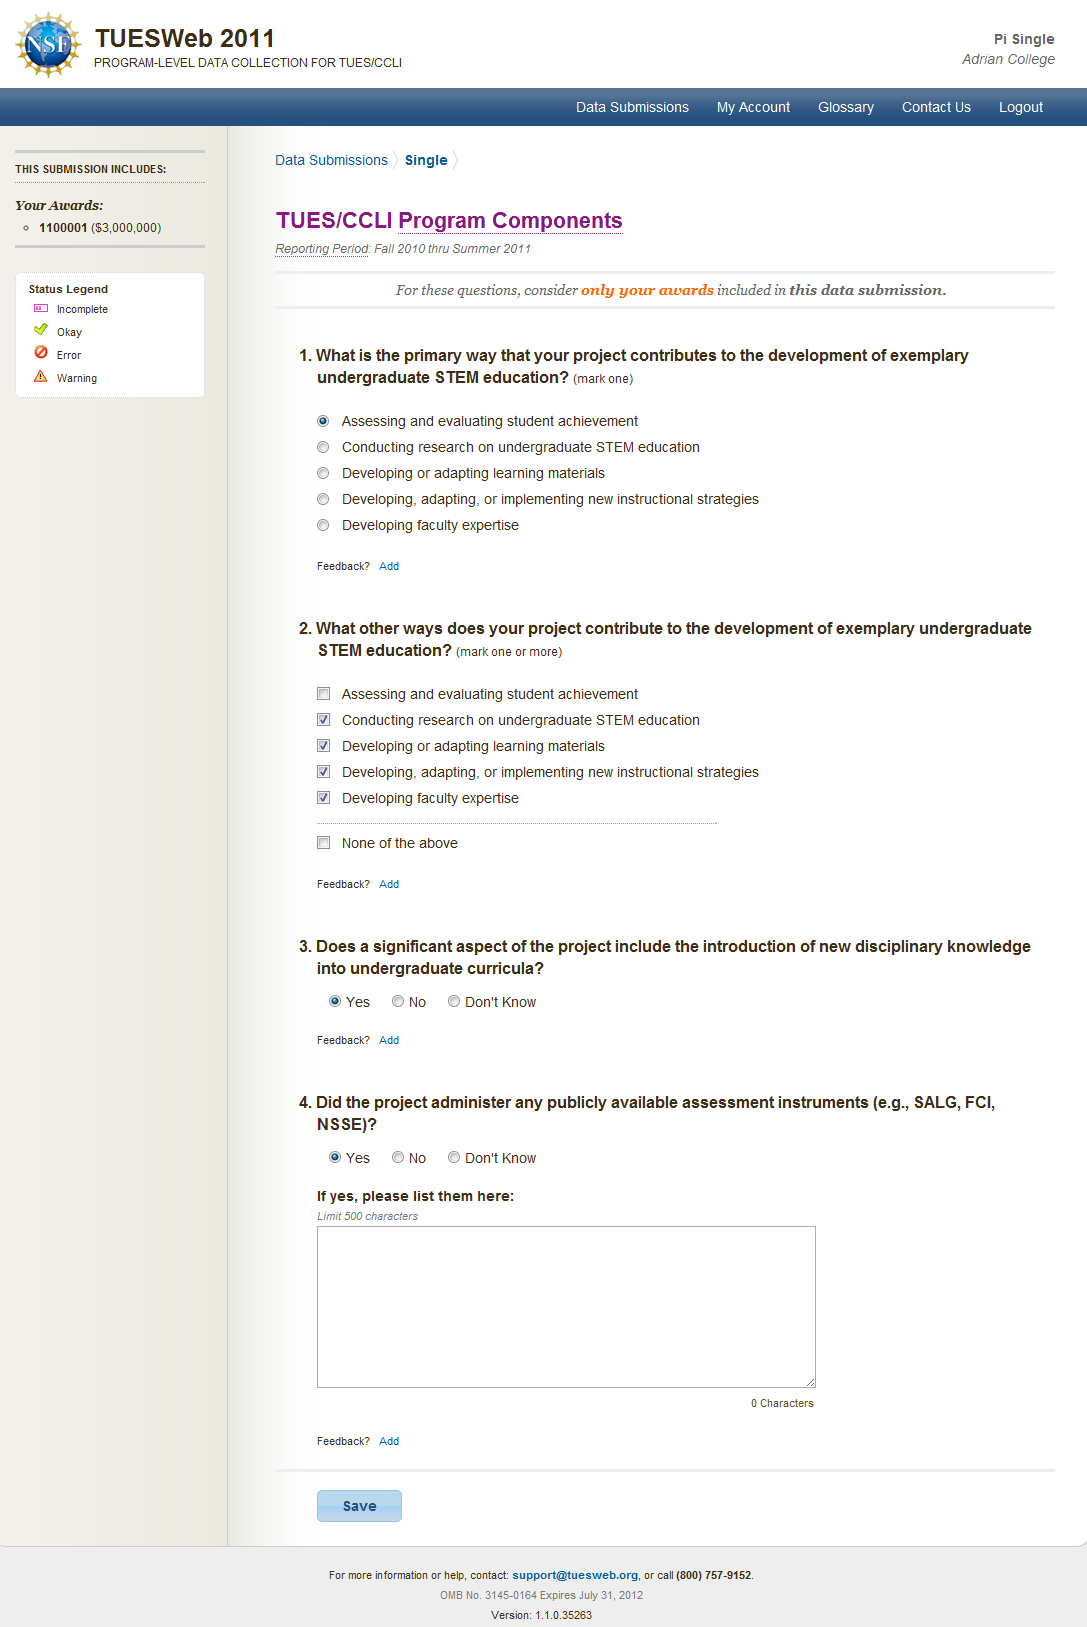 NSF
TUESWeb 2011
PROGRAM-LEVEL DATA COLLECTION FOR TUES/CCLI
Pi Single
Adrian College
Data Submissions My Account Glossary Contact Us Logout
THIS SUBMISSION INCLUDES:
Your Awards:
1100001 ($3,000,000)
Status Legend
Incomplete
Okay
Error
Warning
Data Submissions Single
TUES/CCLI Program Components
Reporting Period: Fall 2010 thru Summer 2011
For these questions, consider only your awards included in this data submission.
1. What is the primary way that your project contributes to the development of exemplary
undergraduate STEM education? (mark one)
Assessing and evaluating student achievement
Conducting research on undergraduate STEM education
Developing or adapting learning materials
Developing, adapting, or implementing new instructional strategies
Developing faculty expertise
Feedback? Add
2. What other ways does your project contribute to the development of exemplary undergraduate
STEM education? (mark one or more)
Assessing and evaluating student achievement
Conducting research on undergraduate STEM education
Developing or adapting learning materials
Developing, adapting, or implementing new instructional strategies
Developing faculty expertise
None of the above
Feedback? Add
3. Does a significant aspect of the project include the introduction of new disciplinary knowledge
into undergraduate curricula?
Yes No Don't Know
Feedback? Add
4. Did the project administer any publicly available assessment instruments (e.g., SALG, FCI,
NSSE)?
Yes No Don't Know
If yes, please list them here:
Limit 500 characters
0 Characters
Feedback? Add
Save
For more information or help, contact: support@tuesweb.org, or call (800) 757-9152.
OMB No. 3145-0164 Expires July 31, 2012
Version: 1.1.0.35263